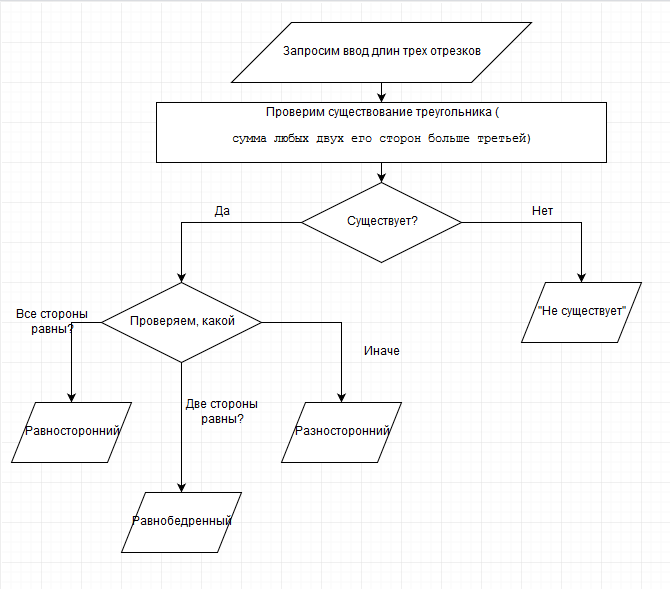 Запросим ввод длин трех отрезков
Проверим существование треугольника (
сумма любых двух его сторон больше третьей)
Да
Существует?
Нет
Все стороны
равны?
Проверяем, какой
"Не существует"
Иначе
Две стороны
равны?
Равносторонний
Разносторонний
Равнобедренный